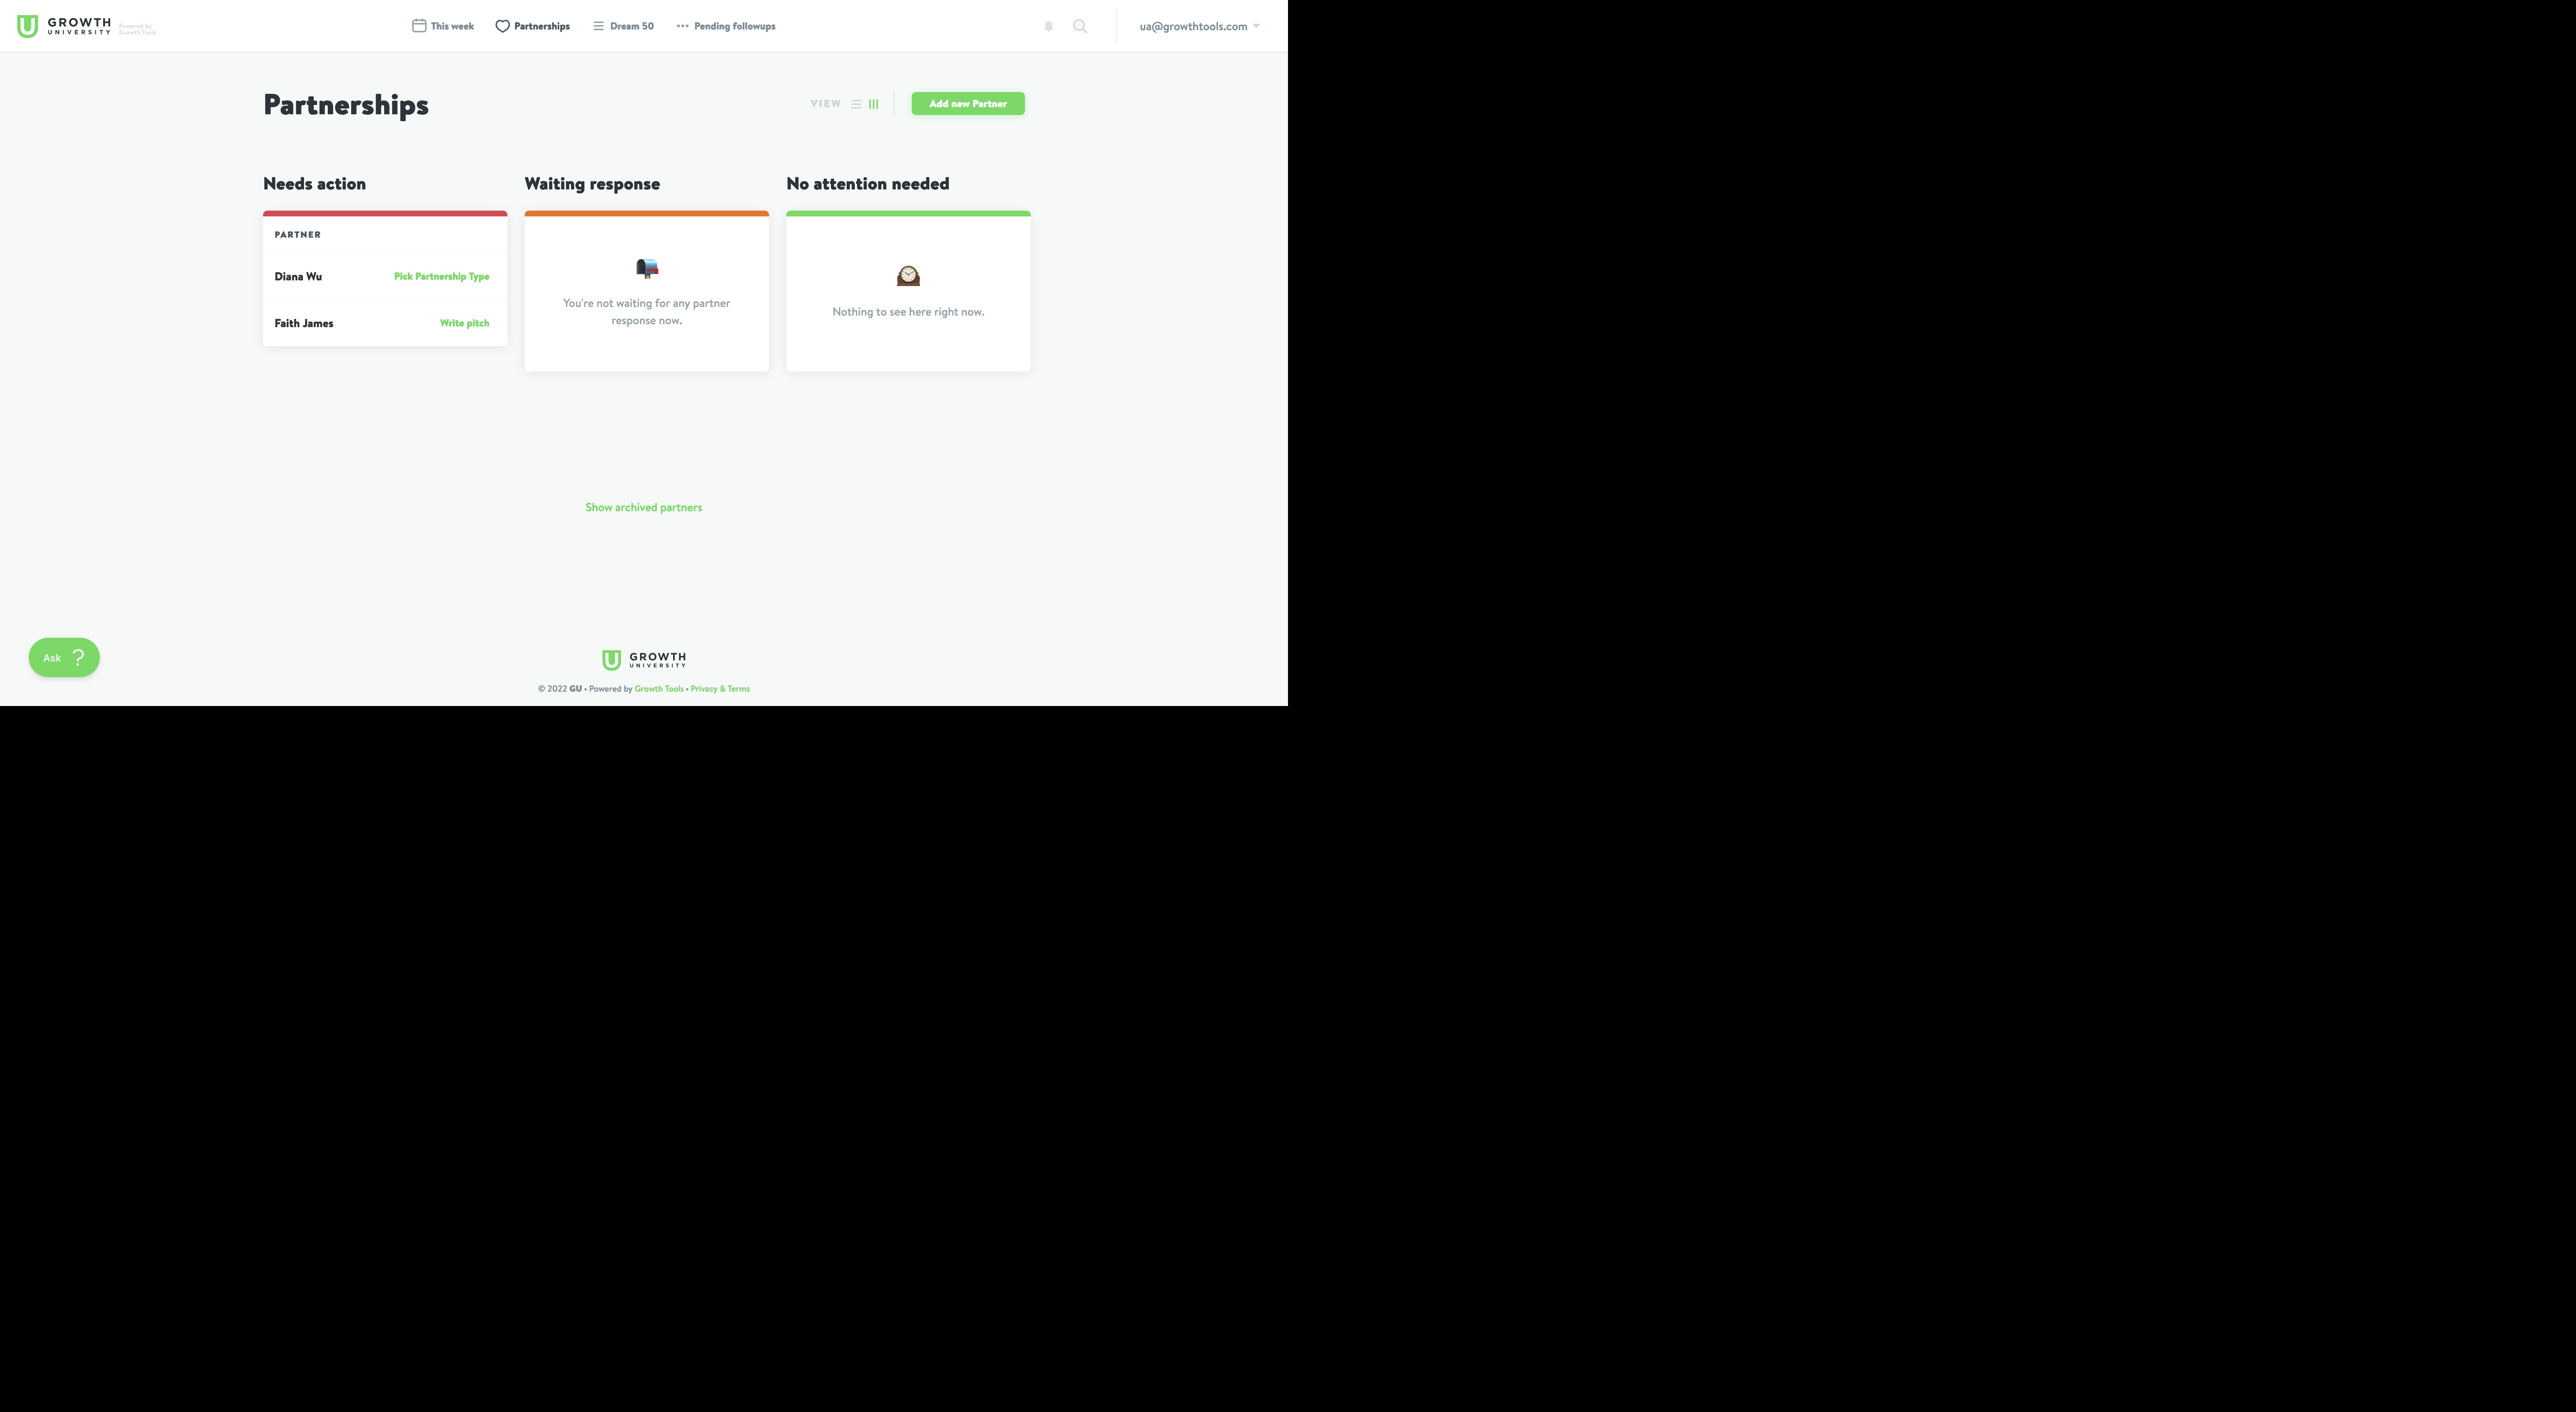 GROWTH
UNIVERSITY
Powered by
Growth Tools
This week
Partnerships
Dream 50
Pending followups
ua@growthtools.com
Partnerships
VIEW
Add new Partner
Needs action
Waiting response
No attention needed
PARTNER
Diana Wu
Pick Partnership Type
Faith James
Write pitch
You're not waiting for any partner
response now.
Nothing to see here right now.
Show archived partners
Ask ?
GROWTH
UNIVERSITY
© 2022 GU • Powered by Growth Tools • Privacy & Terms